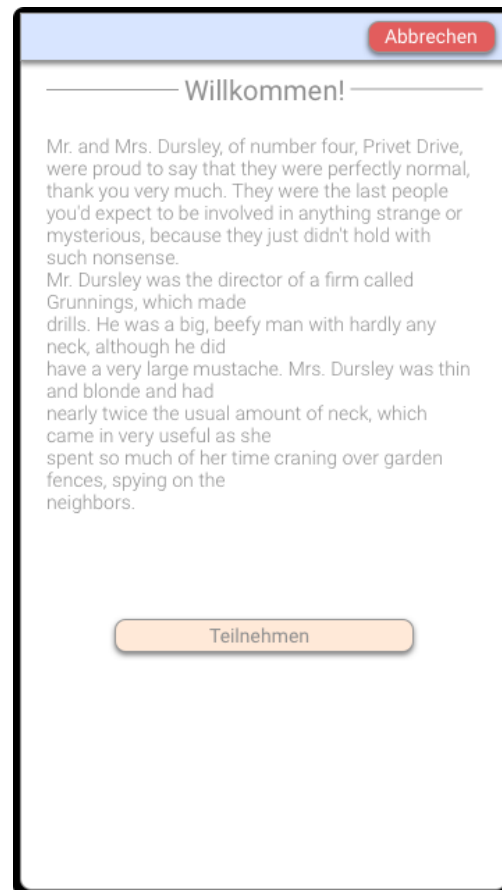 Abbrechen
Willkommen!
Mr. and Mrs. Dursley, of number four, Privet Drive,
were proud to say that they were perfectly normal,
thank you very much. They were the last people
you'd expect to be involved in anything strange or
mysterious, because they just didn't hold with
such nonsense.
Mr. Dursley was the director of a firm called
Grunnings, which made
drills. He was a big, beefy man with hardly any
neck, although he did
have a very large mustache. Mrs. Dursley was thin
and blonde and had
nearly twice the usual amount of neck, which
came in very useful as she
spent so much of her time craning over garden
fences, spying on the
neighbors.
Teilnehmen